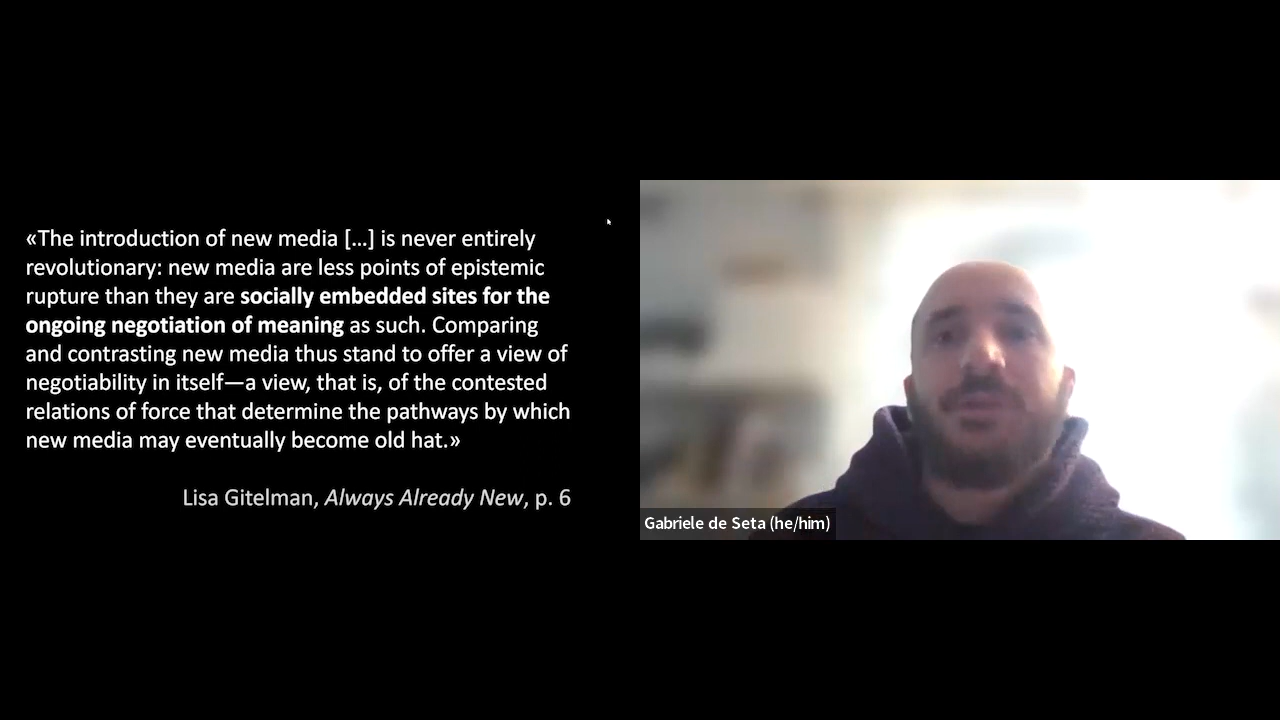 «The introduction of new media [...] is never entirely
revolutionary: new media are less points of epistemic
rupture than they are socially embedded sites for the
ongoing negotiation of meaning as such. Comparing
and contrasting new media thus stand to offer a view of
negotiability in itself—a view, that is, of the contested
relations of force that determine the pathways by which
new media may eventually become old hat.»
Lisa Gitelman, Always Already New, p. 6
Gabriele de Seta (he/him)